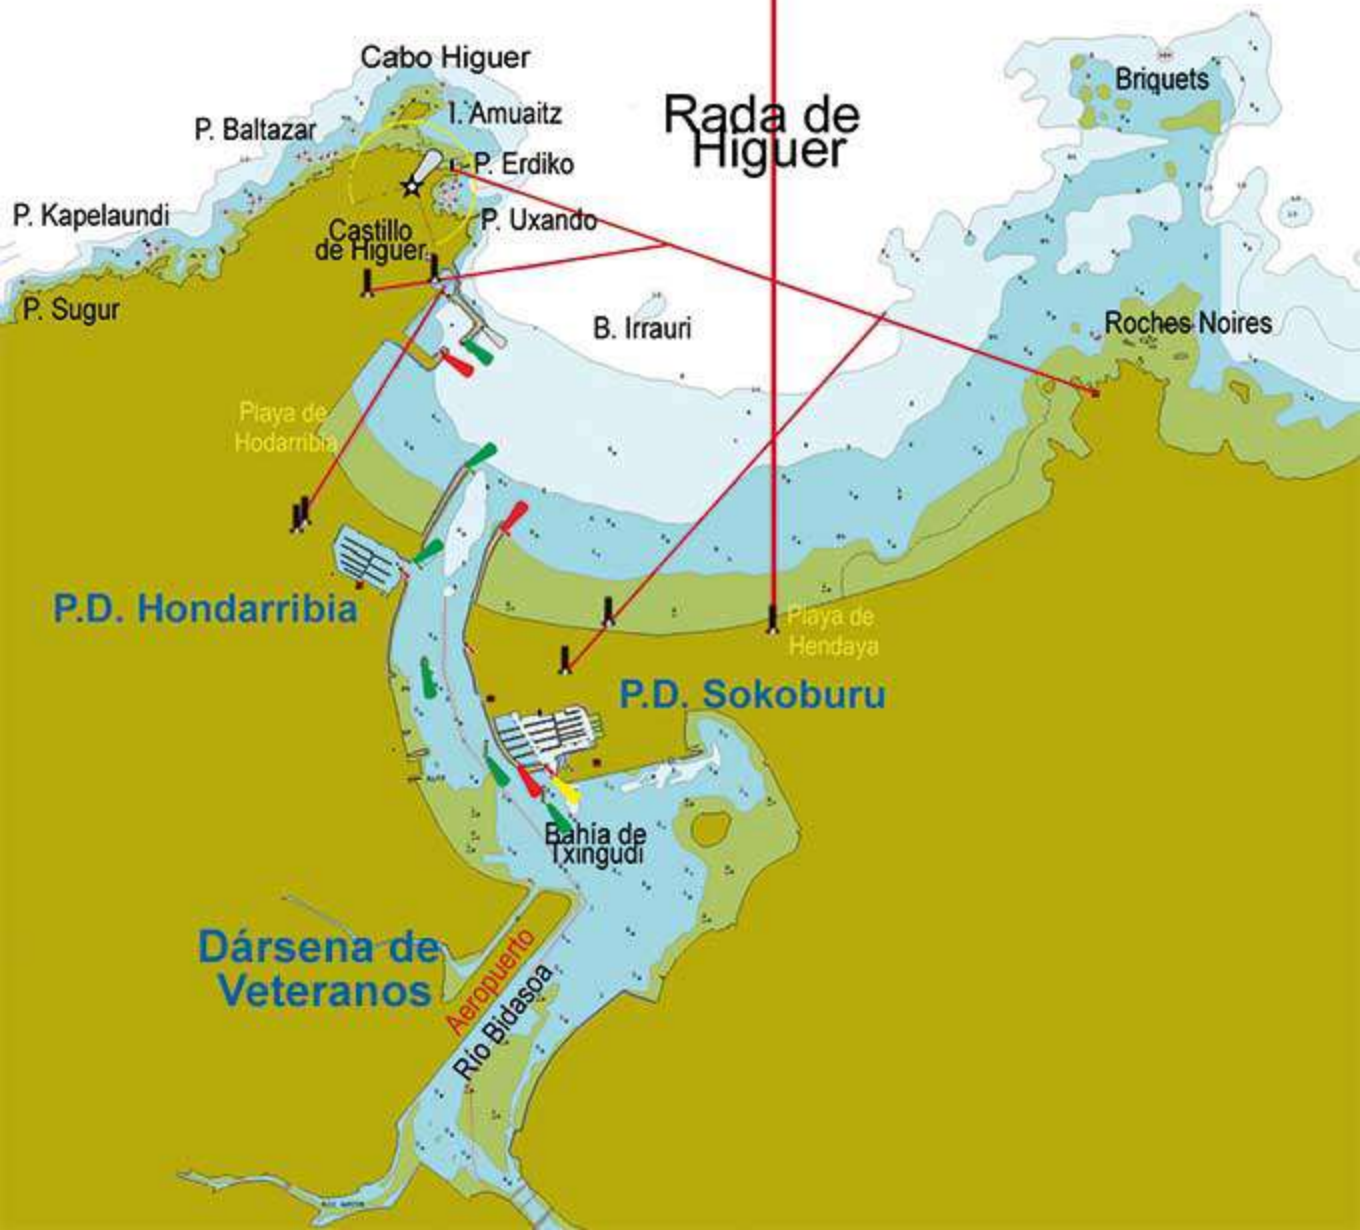 Cabo Higuer
I. Amuaitz
P. Baltazar
P. Erdiko
P. Kapelaundi
P. Uxando
Castillo
de Higuer
P. Sugur
Rada de
Higuer
Briquets
B. Irrauri
Roches Noires
Playa de
Hodarribia
P.D. Hondarribia
Playa de
Hendaya
P.D. Sokoburu
Bahía de
Txingudi
Dársena de
Veteranos
Aeropuerto
Río Bidasoa